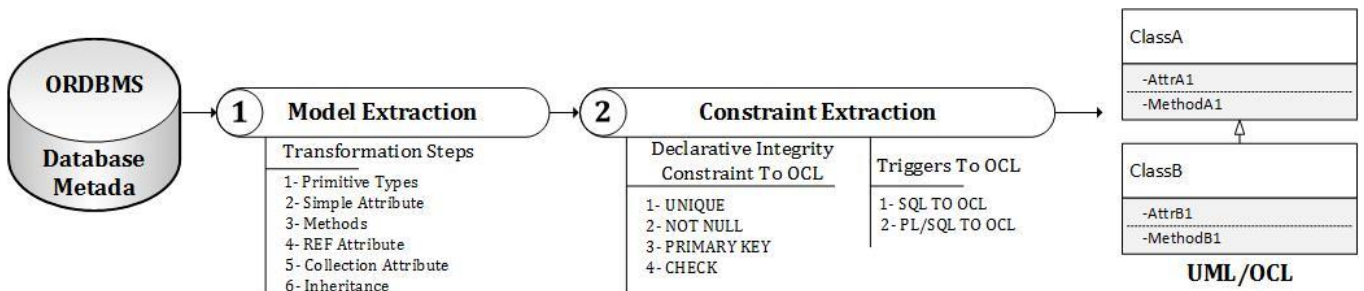 ORDBMS
Database
Metada
1
Model Extraction
Transformation Steps
1- Primitive Types
2- Simple Attribute
3- Methods
4- REF Attribute
5- Collection Attribute
6- Inheritance
2
Constraint Extraction
Declarative Integrity
Constraint To OCL
1- UNIQUE
2- NOT NULL
3- PRIMARY KEY
4- CHECK
Triggers To OCL
1- SQL TO OCL
2- PL/SQL TO OCL
ClassA
-AttrA1
-MethodA1
ClassB
-AttrB1
-MethodB1
UML/OCL